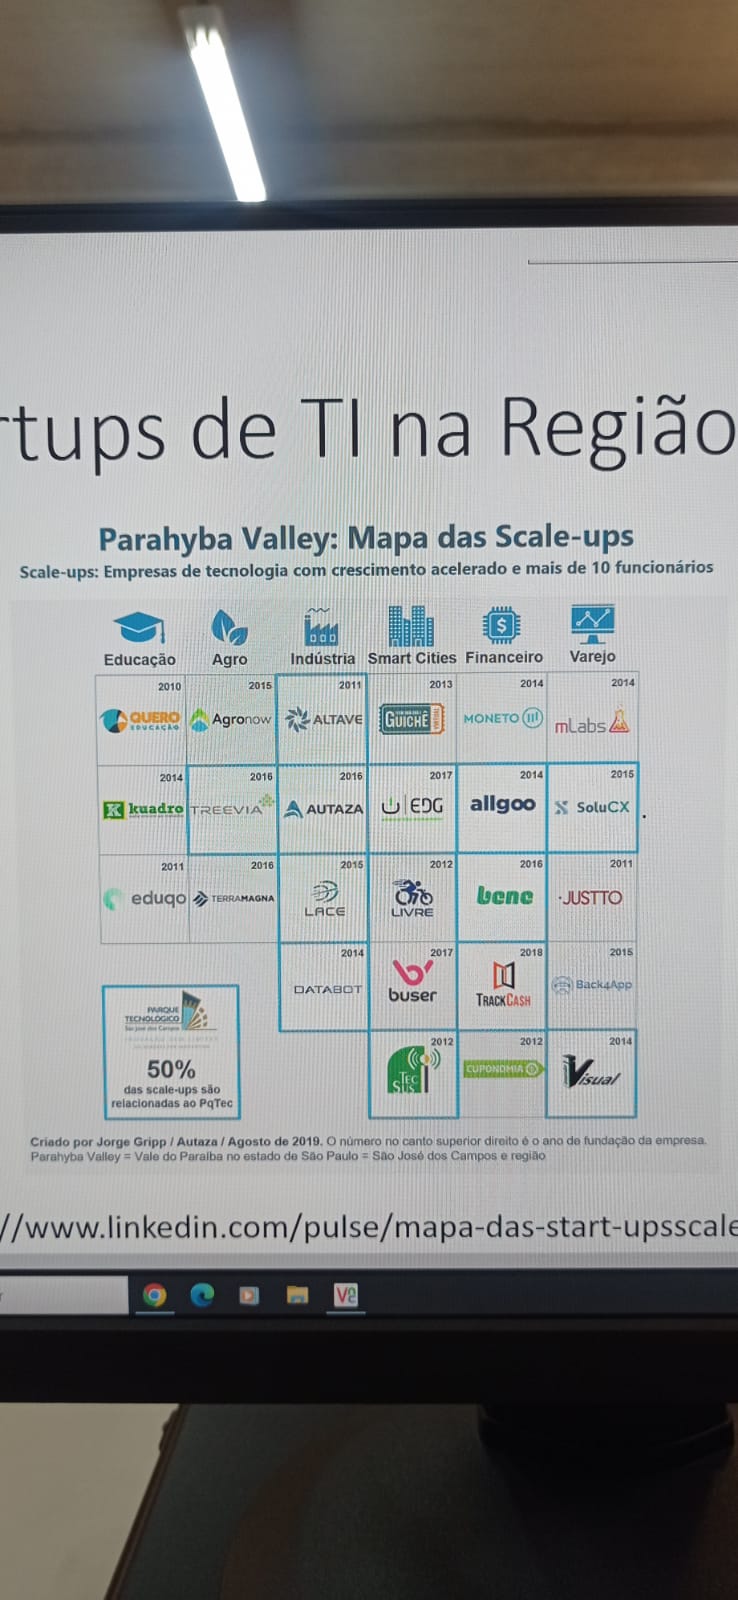 rtups de TI na Região
Parahyba Valley: Mapa das Scale-ups
Scale-ups: Empresas de tecnologia com crescimento acelerado e mais de 10 funcionários
Educação Agro Indústria Smart Cities Financeiro Varejo
2010 2015 2011 2013 2014 2014
QUERO EDUCAÇÃO Agronow ALTAVE GUICHÊ VIRTUAL MONETO mLabs
2014 2016 2016 2017 2014 2015
K kuadro TREEVIA AUTAZA EDG allgoo SoluCX
2011 2016 2015 2012 2016 2011
eduqo TERRAMAGNA LACE LIVRE bene JUSTTO
2014 2017 2018 2015
DATABOT buser TRACKCASH Back4App
2012 2012 2014
TECSUS CUPONOMIA Visual
PARQUE
TECNOLÓGICO
São José dos Campos
50%
das scale-ups são
relacionadas ao PqTec
Criado por Jorge Gripp / Autaza / Agosto de 2019. O número no canto superior direito é o ano de fundação da empresa.
Parahyba Valley = Vale do Paraíba no estado de São Paulo = São José dos Campos e região
//www.linkedin.com/pulse/mapa-das-start-upsscale